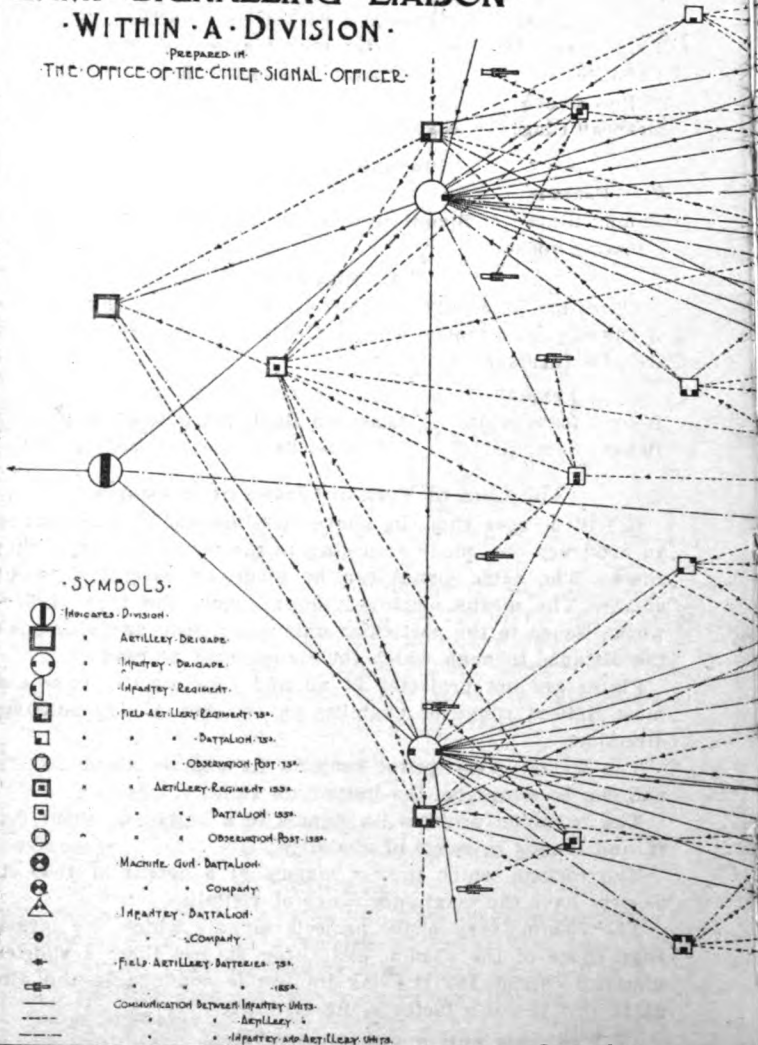 SIGNALLING LIAISON
·WITHIN·A·DIVISION·
·PREPARED IN·
·THE·OFFICE·OF·THE·CHIEF·SIGNAL·OFFICER·
·SYMBOLS·
·INDICATES·DIVISION·
" ARTILLERY·BRIGADE·
" INFANTRY·BRIGADE·
" INFANTRY·REGIMENT·
" FIELD·ARTILLERY·REGIMENT·75s·
" " BATTALION·75s·
" " OBSERVATION·POST·75s·
" ARTILLERY·REGIMENT·155s·
" " BATTALION·155s·
" " OBSERVATION·POST·155s·
" MACHINE·GUN·BATTALION·
" " " COMPANY·
" INFANTRY·BATTALION·
" " COMPANY·
" FIELD·ARTILLERY·BATTERIES·75s·
" " " 155s·
COMMUNICATION·BETWEEN·INFANTRY·UNITS·
" " ARTILLERY "
" " INFANTRY·AND·ARTILLERY·UNITS·